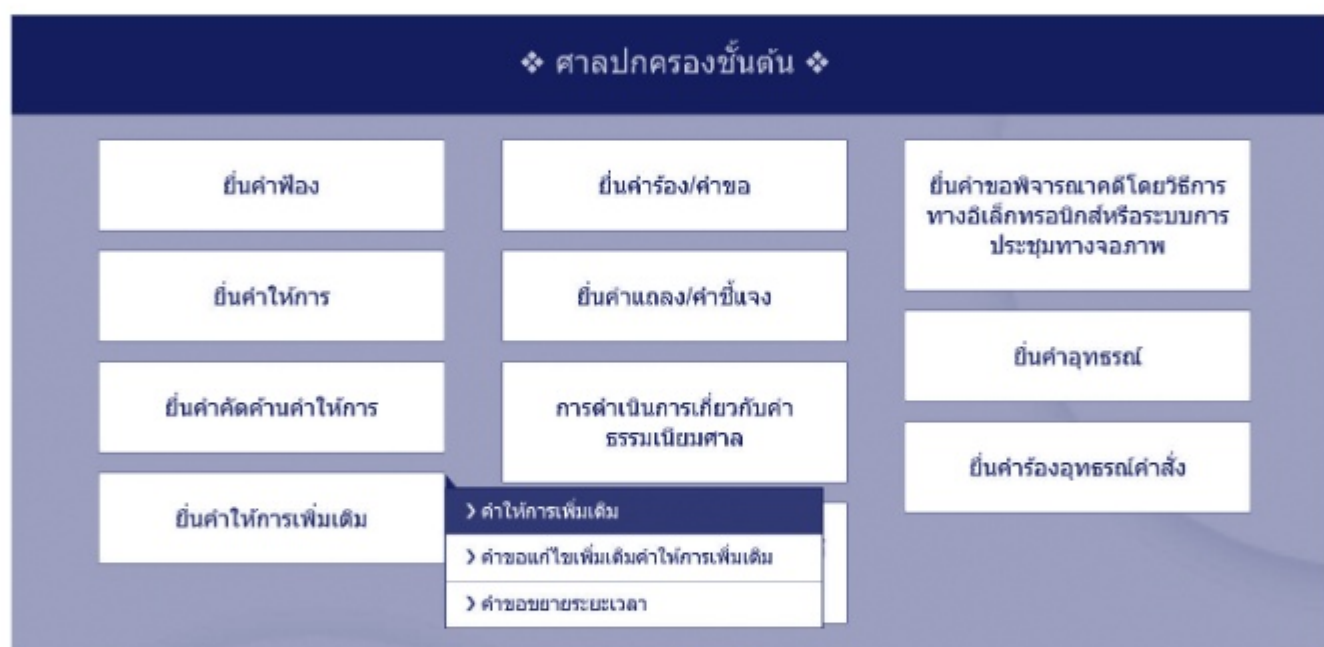 ❖ ศาลปกครองชั้นต้น ❖
ยื่นคำฟ้อง
ยื่นคำให้การ
ยื่นคำคัดค้านคำให้การ
ยื่นคำให้การเพิ่มเติม
ยื่นคำร้อง/คำขอ
ยื่นคำแถลง/คำชี้แจง
การดำเนินการเกี่ยวกับค่า
ธรรมเนียมศาล
❯ คำให้การเพิ่มเติม
❯ คำขอแก้ไขเพิ่มเติมคำให้การเพิ่มเติม
❯ คำขอขยายระยะเวลา
ยื่นคำขอพิจารณาคดีโดยวิธีการ
ทางอิเล็กทรอนิกส์หรือระบบการ
ประชุมทางจอภาพ
ยื่นคำอุทธรณ์
ยื่นคำร้องอุทธรณ์คำสั่ง